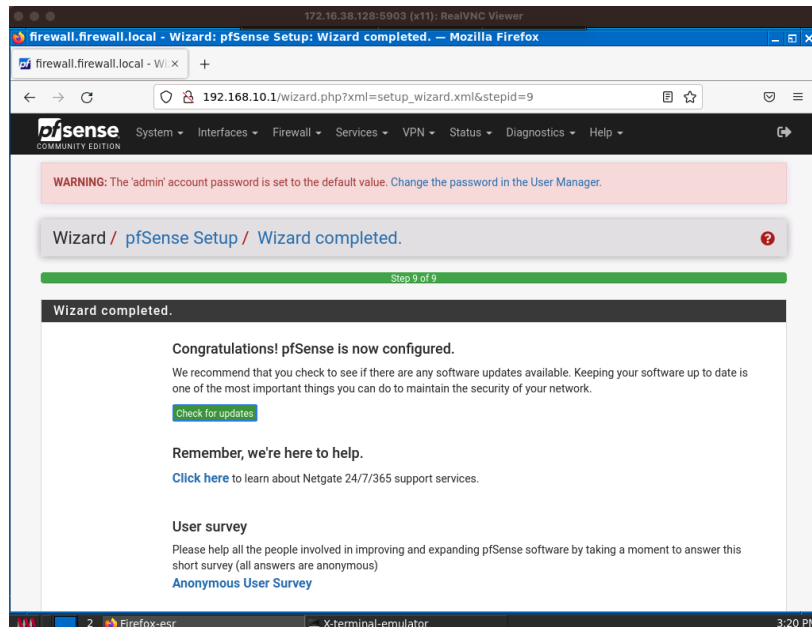 172.16.38.128:5903 (x11): RealVNC Viewer
firewall.firewall.local - Wizard: pfSense Setup: Wizard completed. — Mozilla Firefox
firewall.firewall.local - Wi
192.168.10.1/wizard.php?xml=setup_wizard.xml&stepid=9
pfsense
COMMUNITY EDITION
System Interfaces Firewall Services VPN Status Diagnostics Help
WARNING: The 'admin' account password is set to the default value. Change the password in the User Manager.
Wizard / pfSense Setup / Wizard completed.
Step 9 of 9
Wizard completed.
Congratulations! pfSense is now configured.
We recommend that you check to see if there are any software updates available. Keeping your software up to date is
one of the most important things you can do to maintain the security of your network.
Check for updates
Remember, we're here to help.
Click here to learn about Netgate 24/7/365 support services.
User survey
Please help all the people involved in improving and expanding pfSense software by taking a moment to answer this
short survey (all answers are anonymous)
Anonymous User Survey
2 Firefox-esr X-terminal-emulator 3:20 P